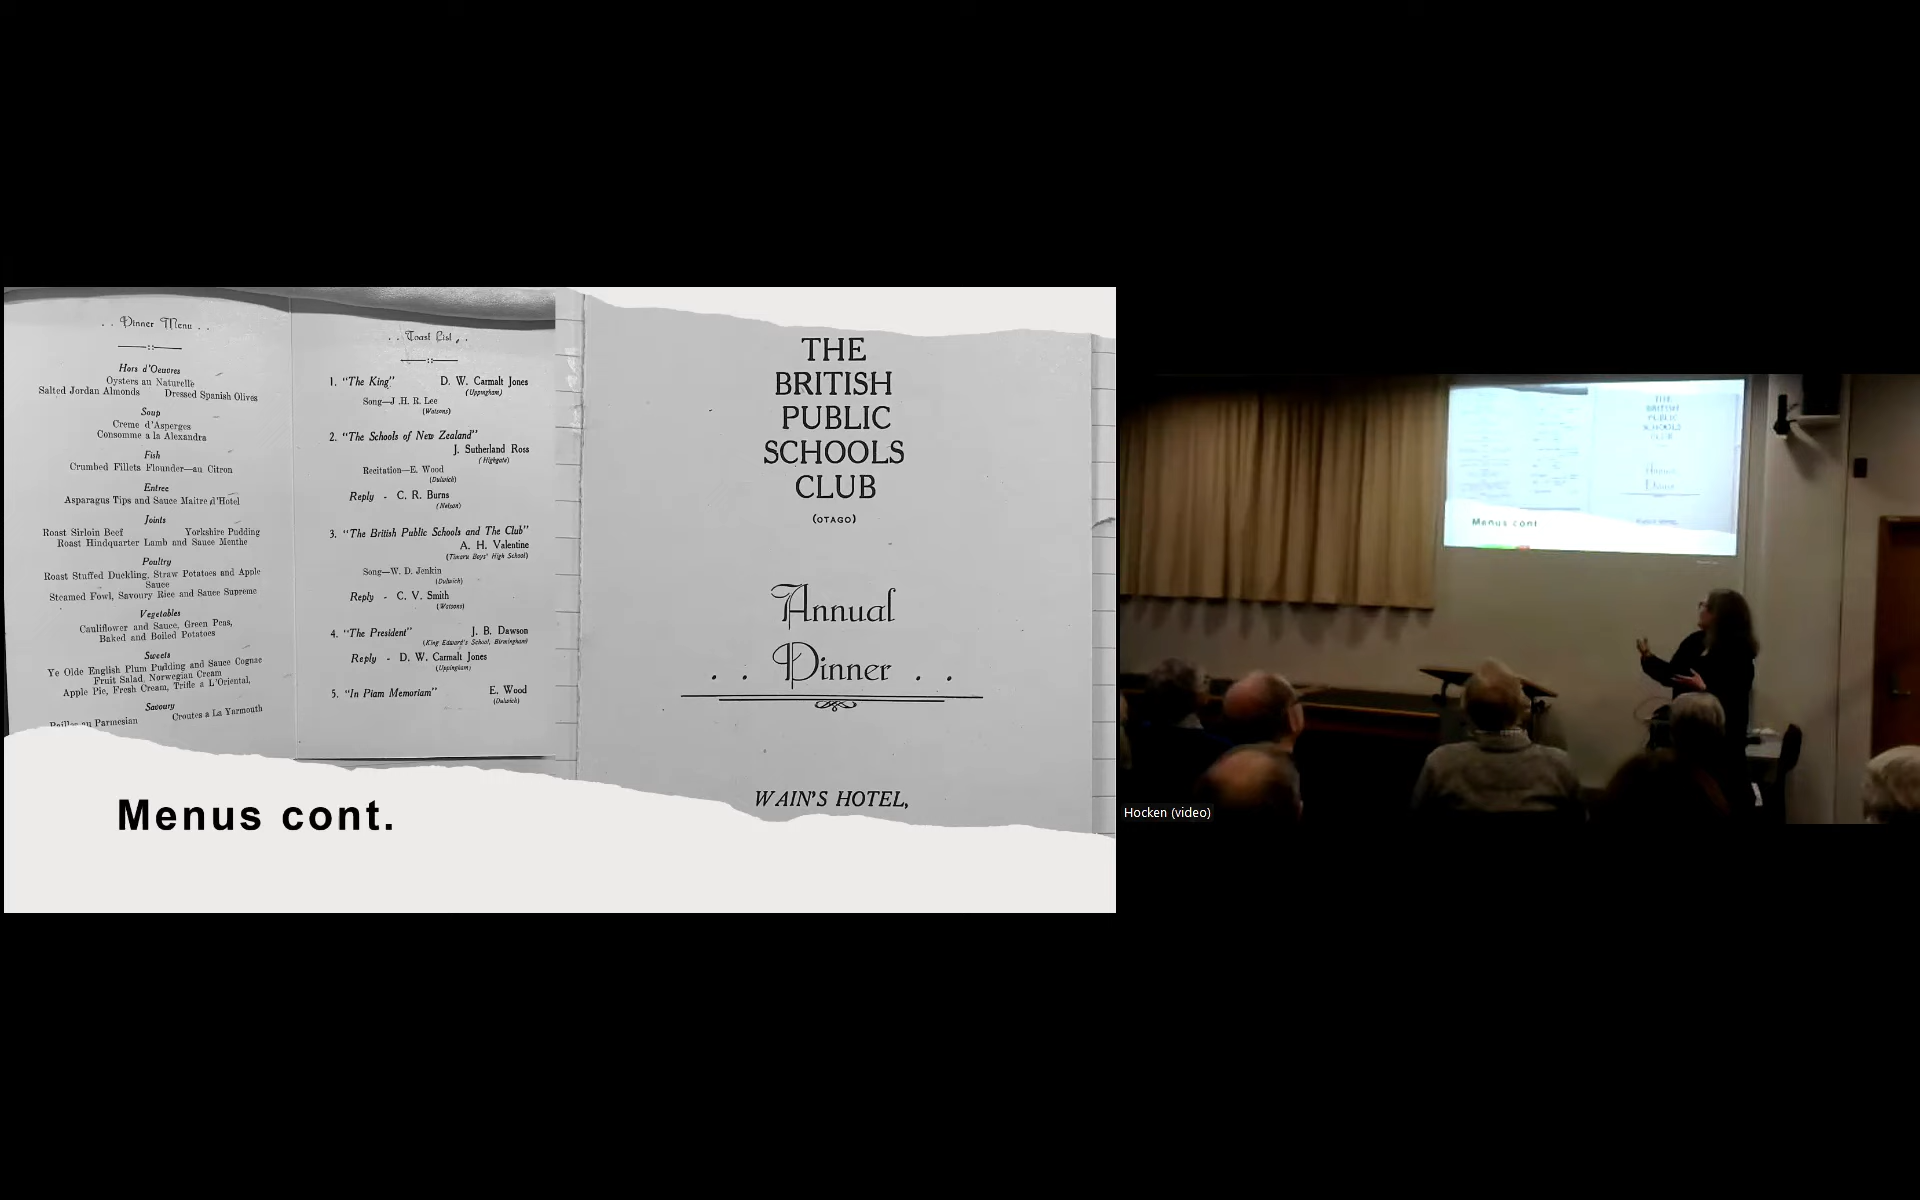 . . Dinner Menu . .
Hors d'Oeuvres
Oysters au Naturelle
Salted Jordan Almonds Dressed Spanish Olives
Soup
Creme d'Asperges
Consomme a la Alexandra
Fish
Crumbed Fillets Flounder—au Citron
Entree
Asparagus Tips and Sauce Maitre d'Hotel
Joints
Roast Sirloin Beef Yorkshire Pudding
Roast Hindquarter Lamb and Sauce Menthe
Poultry
Roast Stuffed Duckling, Straw Potatoes and Apple
Sauce
Steamed Fowl, Savoury Rice and Sauce Supreme
Vegetables
Cauliflower and Sauce, Green Peas,
Baked and Boiled Potatoes
Sweets
Ye Olde English Plum Pudding and Sauce Cognac
Fruit Salad, Norwegian Cream
Apple Pie, Fresh Cream, Trifle a L'Oriental,
Savoury
au Parmesian Croutes a La Yarmouth
. . Toast List . .
1. "The King" D. W. Carmalt Jones
(Uppingham)
Song—J .H. R. Lee
(Watsons)
2. "The Schools of New Zealand"
J. Sutherland Ross
(Highgate)
Recitation—E. Wood
(Dulwich)
Reply - C. R. Burns
(Nelson)
3. "The British Public Schools and The Club"
A. H. Valentine
(Timaru Boys' High School)
Song—W. D. Jenkin
(Dulwich)
Reply - C. V. Smith
(Watsons)
4. "The President" J. B. Dawson
(King Edward's School, Birmingham)
Reply - D. W. Carmalt Jones
(Uppingham)
5. "In Piam Memoriam" E. Wood
(Dulwich)
THE
BRITISH
PUBLIC
SCHOOLS
CLUB
(OTAGO)
Annual
. . Dinner . .
WAIN'S HOTEL,
Menus cont.
THE
BRITISH
PUBLIC
SCHOOLS
CLUB
Annual
Dinner
Menus cont
Hocken (video)